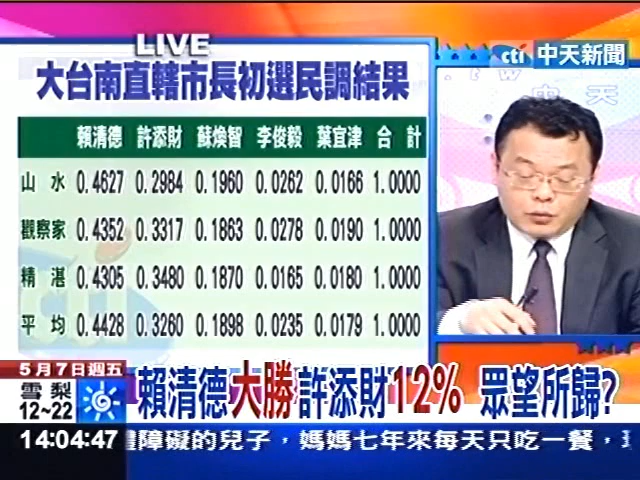 LIVE
cti 中天新聞
大台南直轄市長初選民調結果
賴清德 許添財 蘇煥智 李俊毅 葉宜津 合 計
山 水 0.4627 0.2984 0.1960 0.0262 0.0166 1.0000
觀察家 0.4352 0.3317 0.1863 0.0278 0.0190 1.0000
精 湛 0.4305 0.3480 0.1870 0.0165 0.0180 1.0000
平 均 0.4428 0.3260 0.1898 0.0235 0.0179 1.0000
5月7日週五
雪 梨
12~22
賴清德大勝許添財12% 眾望所歸?
14:04:47 障礙的兒子，媽媽七年來每天只吃一餐，